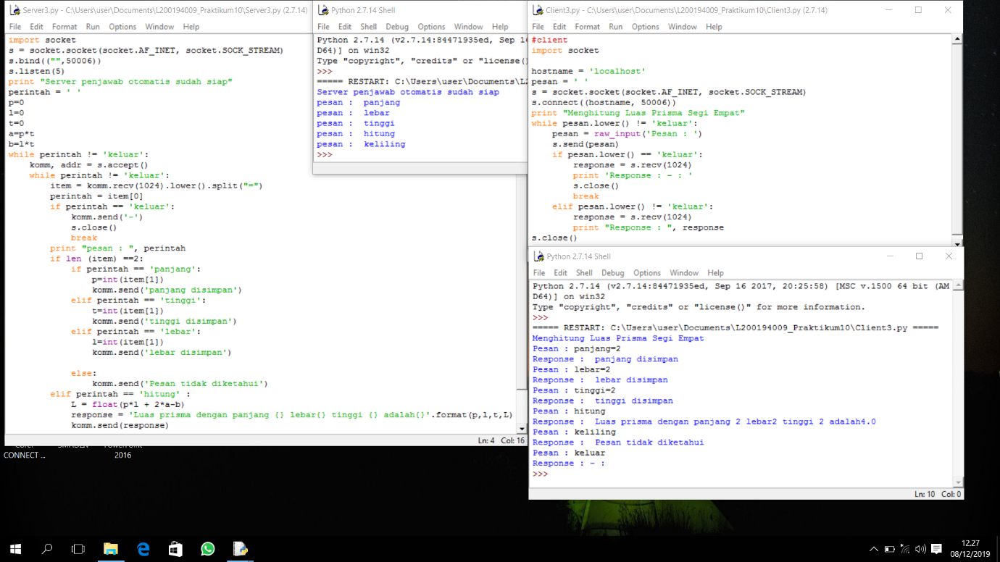 Server3.py - C:\Users\user\Documents\L200194009_Praktikum10\Server3.py (2.7.14)
File Edit Format Run Options Window Help
import socket
s = socket.socket(socket.AF_INET, socket.SOCK_STREAM)
s.bind(("",50006))
s.listen(5)
print "Server penjawab otomatis sudah siap"
perintah = ' '
p=0
l=0
t=0
a=p*t
b=l*t
while perintah != 'keluar':
    komm, addr = s.accept()
    while perintah != 'keluar':
        item = komm.recv(1024).lower().split("=")
        perintah = item[0]
        if perintah == 'keluar':
            komm.send('-')
            s.close()
            break
        print "pesan : ", perintah
        if len (item) ==2:
            if perintah == 'panjang':
                p=int(item[1])
                komm.send('panjang disimpan')
            elif perintah == 'tinggi':
                t=int(item[1])
                komm.send('tinggi disimpan')
            elif perintah == 'lebar':
                l=int(item[1])
                komm.send('lebar disimpan')
            else:
                komm.send('Pesan tidak diketahui')
        elif perintah == 'hitung' :
            L = float(p*l + 2*a-b)
            response = 'Luas prisma dengan panjang {} lebar{} tinggi {} adalah{}'.format(p,l,t,L)
            komm.send(response)
Ln: 4 Col: 16
Python 2.7.14 Shell
File Edit Shell Debug Options Window Help
Python 2.7.14 (v2.7.14:84471935ed, Sep 16
D64)] on win32
Type "copyright", "credits" or "license()
>>>
===== RESTART: C:\Users\user\Documents\L2
Server penjawab otomatis sudah siap
pesan :  panjang
pesan :  lebar
pesan :  tinggi
pesan :  hitung
pesan :  keliling
>>>
Client3.py - C:\Users\user\Documents\L200194009_Praktikum10\Client3.py (2.7.14)
File Edit Format Run Options Window Help
#client
import socket
hostname = 'localhost'
pesan = ' '
s = socket.socket(socket.AF_INET, socket.SOCK_STREAM)
s.connect((hostname, 50006))
print "Menghitung Luas Prisma Segi Empat"
while pesan.lower() != 'keluar':
    pesan = raw_input('Pesan : ')
    s.send(pesan)
    if pesan.lower() == 'keluar':
        response = s.recv(1024)
        print 'Response : - : '
        s.close()
        break
    elif pesan.lower() != 'keluar':
        response = s.recv(1024)
        print "Response : ", response
s.close()
Python 2.7.14 Shell
File Edit Shell Debug Options Window Help
Python 2.7.14 (v2.7.14:84471935ed, Sep 16 2017, 20:25:58) [MSC v.1500 64 bit (AM
D64)] on win32
Type "copyright", "credits" or "license()" for more information.
>>>
===== RESTART: C:\Users\user\Documents\L200194009_Praktikum10\Client3.py =====
Menghitung Luas Prisma Segi Empat
Pesan : panjang=2
Response :  panjang disimpan
Pesan : lebar=2
Response :  lebar disimpan
Pesan : tinggi=2
Response :  tinggi disimpan
Pesan : hitung
Response :  Luas prisma dengan panjang 2 lebar2 tinggi 2 adalah4.0
Pesan : keliling
Response :  Pesan tidak diketahui
Pesan : keluar
Response : - :
>>>
Ln: 10 Col: 0
CONNECT ...
2016
12.27
08/12/2019